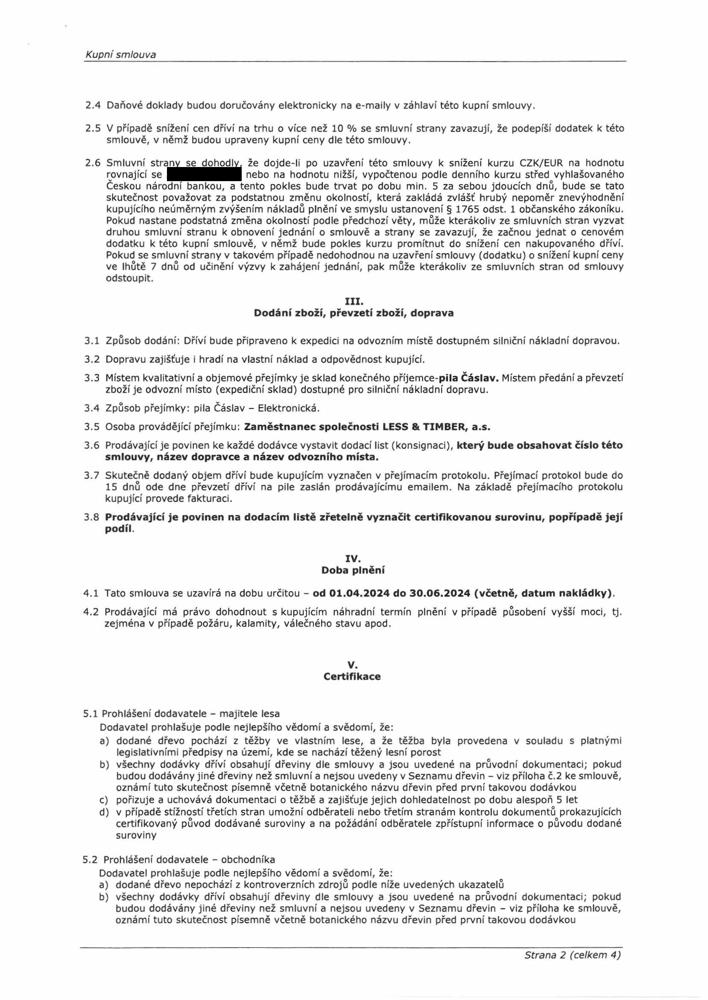 Kupní smlouva
2.4 Daňové doklady budou doručovány elektronicky na e-maily v záhlaví této kupní smlouvy.
2.5 V případě snížení cen dříví na trhu o více než 10 % se smluvní strany zavazují, že podepíší dodatek k této
smlouvě, v němž budou upraveny kupní ceny dle této smlouvy.
2.6 Smluvní strany se dohodly, že dojde-li po uzavření této smlouvy k snížení kurzu CZK/EUR na hodnotu
rovnající se nebo na hodnotu nižší, vypočtenou podle denního kurzu střed vyhlašovaného
Českou národní bankou, a tento pokles bude trvat po dobu min. 5 za sebou jdoucích dnů, bude se tato
skutečnost považovat za podstatnou změnu okolností, která zakládá zvlášť hrubý nepoměr znevýhodnění
kupujícího neúměrným zvýšením nákladů plnění ve smyslu ustanovení § 1765 odst. 1 občanského zákoníku.
Pokud nastane podstatná změna okolností podle předchozí věty, může kterákoliv ze smluvních stran vyzvat
druhou smluvní stranu k obnovení jednání o smlouvě a strany se zavazují, že začnou jednat o cenovém
dodatku k této kupní smlouvě, v němž bude pokles kurzu promítnut do snížení cen nakupovaného dříví.
Pokud se smluvní strany v takovém případě nedohodnou na uzavření smlouvy (dodatku) o snížení kupní ceny
ve lhůtě 7 dnů od učinění výzvy k zahájení jednání, pak může kterákoliv ze smluvních stran od smlouvy
odstoupit.
III.
Dodání zboží, převzetí zboží, doprava
3.1 Způsob dodání: Dříví bude připraveno k expedici na odvozním místě dostupném silniční nákladní dopravou.
3.2 Dopravu zajišťuje i hradí na vlastní náklad a odpovědnost kupující.
3.3 Místem kvalitativní a objemové přejímky je sklad konečného příjemce-pila Čáslav. Místem předání a převzetí
zboží je odvozní místo (expediční sklad) dostupné pro silniční nákladní dopravu.
3.4 Způsob přejímky: pila Čáslav – Elektronická.
3.5 Osoba provádějící přejímku: Zaměstnanec společnosti LESS & TIMBER, a.s.
3.6 Prodávající je povinen ke každé dodávce vystavit dodací list (konsignaci), který bude obsahovat číslo této
smlouvy, název dopravce a název odvozního místa.
3.7 Skutečně dodaný objem dříví bude kupujícím vyznačen v přejímacím protokolu. Přejímací protokol bude do
15 dnů ode dne převzetí dříví na pile zaslán prodávajícímu emailem. Na základě přejímacího protokolu
kupující provede fakturaci.
3.8 Prodávající je povinen na dodacím listě zřetelně vyznačit certifikovanou surovinu, popřípadě její
podíl.
IV.
Doba plnění
4.1 Tato smlouva se uzavírá na dobu určitou – od 01.04.2024 do 30.06.2024 (včetně, datum nakládky).
4.2 Prodávající má právo dohodnout s kupujícím náhradní termín plnění v případě působení vyšší moci, tj.
zejména v případě požáru, kalamity, válečného stavu apod.
V.
Certifikace
5.1 Prohlášení dodavatele – majitele lesa
Dodavatel prohlašuje podle nejlepšího vědomí a svědomí, že:
a) dodané dřevo pochází z těžby ve vlastním lese, a že těžba byla provedena v souladu s platnými
legislativními předpisy na území, kde se nachází těžený lesní porost
b) všechny dodávky dříví obsahují dřeviny dle smlouvy a jsou uvedené na průvodní dokumentaci; pokud
budou dodávány jiné dřeviny než smluvní a nejsou uvedeny v Seznamu dřevin – viz příloha č.2 ke smlouvě,
oznámí tuto skutečnost písemně včetně botanického názvu dřevin před první takovou dodávkou
c) pořizuje a uchovává dokumentaci o těžbě a zajišťuje jejich dohledatelnost po dobu alespoň 5 let
d) v případě stížností třetích stran umožní odběrateli nebo třetím stranám kontrolu dokumentů prokazujících
certifikovaný původ dodávané suroviny a na požádání odběratele zpřístupní informace o původu dodané
suroviny
5.2 Prohlášení dodavatele – obchodníka
Dodavatel prohlašuje podle nejlepšího vědomí a svědomí, že:
a) dodané dřevo nepochází z kontroverzních zdrojů podle níže uvedených ukazatelů
b) všechny dodávky dříví obsahují dřeviny dle smlouvy a jsou uvedené na průvodní dokumentaci; pokud
budou dodávány jiné dřeviny než smluvní a nejsou uvedeny v Seznamu dřevin – viz příloha ke smlouvě,
oznámí tuto skutečnost písemně včetně botanického názvu dřevin před první takovou dodávkou
Strana 2 (celkem 4)